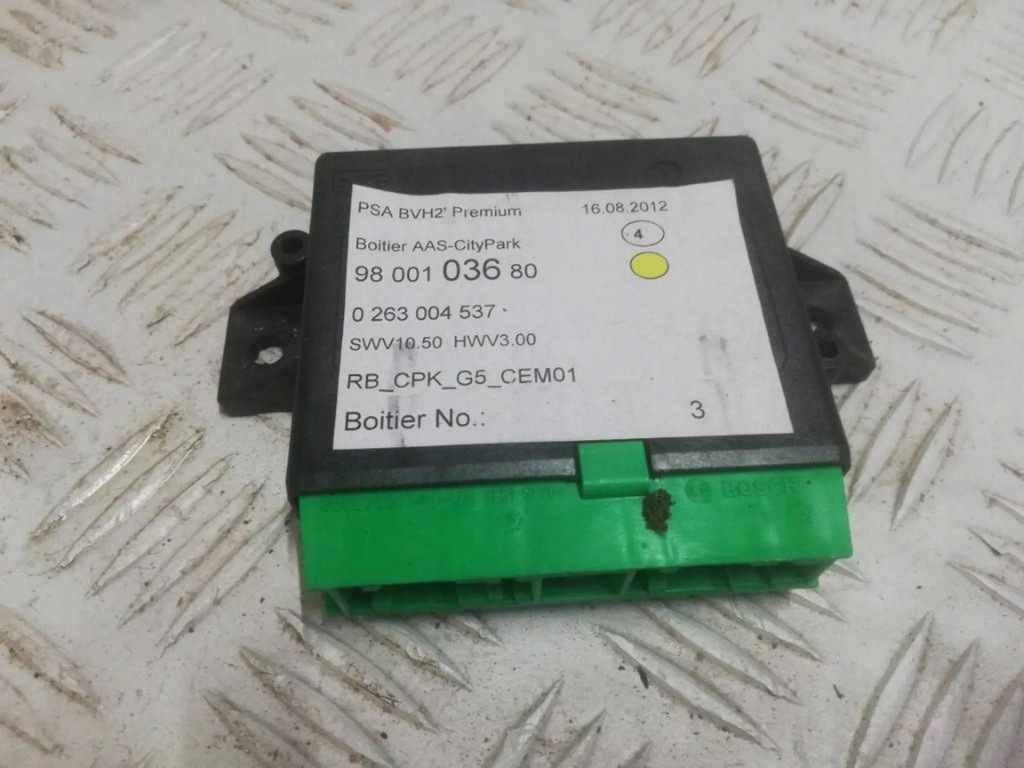 PSA BVH2' Premium 16.08.2012
4
Boitier AAS-CityPark
98 001 036 80
0 263 004 537
SWV10.50 HWV3.00
RB_CPK_G5_CEM01
Boitier No.: 3
BOSCH